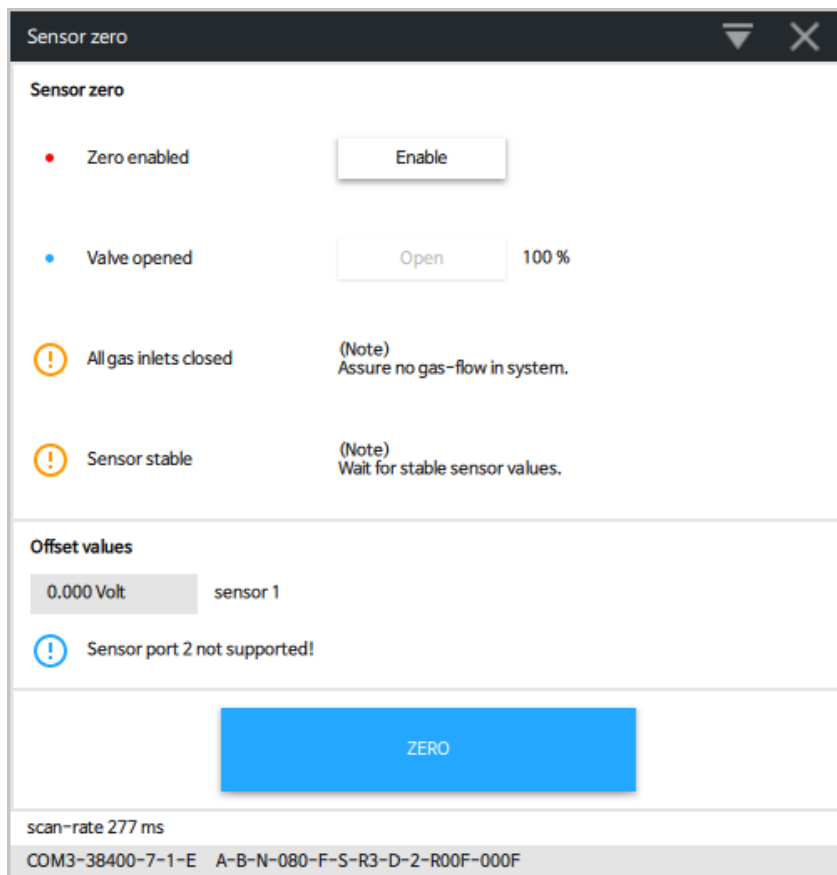 Sensor zero
Sensor zero
Zero enabled Enable
Valve opened Open 100 %
All gas inlets closed (Note)
Assure no gas-flow in system.
Sensor stable (Note)
Wait for stable sensor values.
Offset values
0.000 Volt sensor 1
Sensor port 2 not supported!
ZERO
scan-rate 277 ms
COM3-38400-7-1-E A-B-N-080-F-S-R3-D-2-R00F-000F